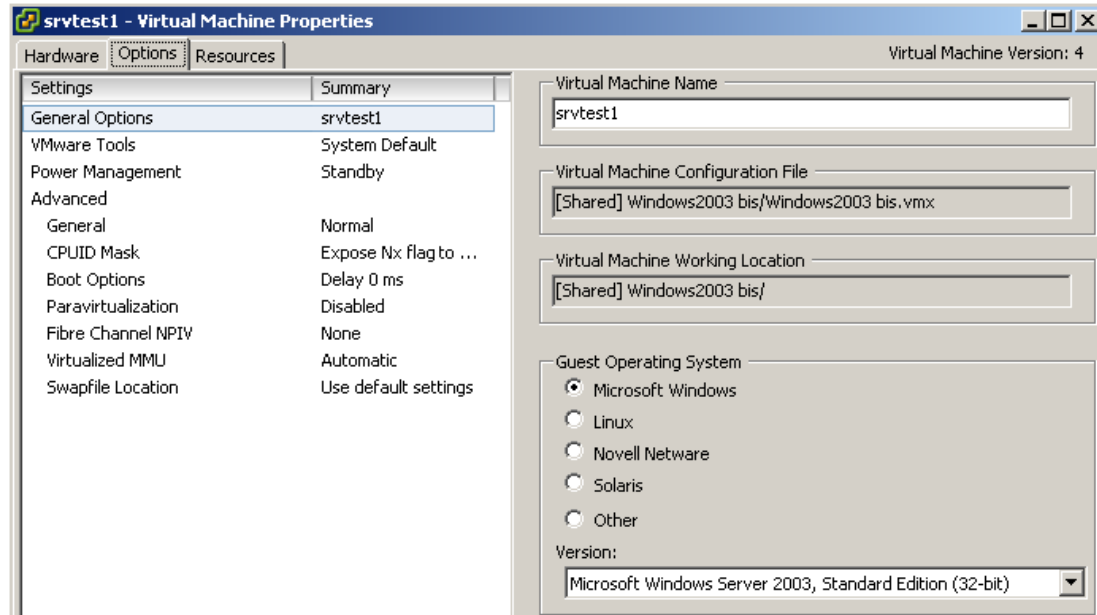 srvtest1 - Virtual Machine Properties
Hardware Options Resources Virtual Machine Version: 4
Settings Summary
General Options srvtest1
VMware Tools System Default
Power Management Standby
Advanced
General Normal
CPUID Mask Expose Nx flag to ...
Boot Options Delay 0 ms
Paravirtualization Disabled
Fibre Channel NPIV None
Virtualized MMU Automatic
Swapfile Location Use default settings
Virtual Machine Name
srvtest1
Virtual Machine Configuration File
[Shared] Windows2003 bis/Windows2003 bis.vmx
Virtual Machine Working Location
[Shared] Windows2003 bis/
Guest Operating System
Microsoft Windows
Linux
Novell Netware
Solaris
Other
Version:
Microsoft Windows Server 2003, Standard Edition (32-bit)